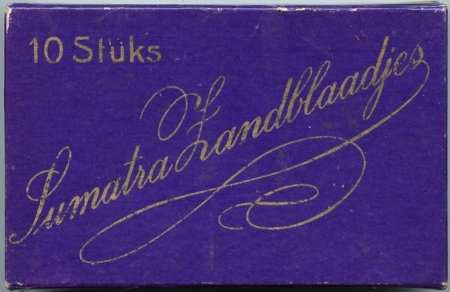 10 Stuks
Sumatra Zandblaadjes